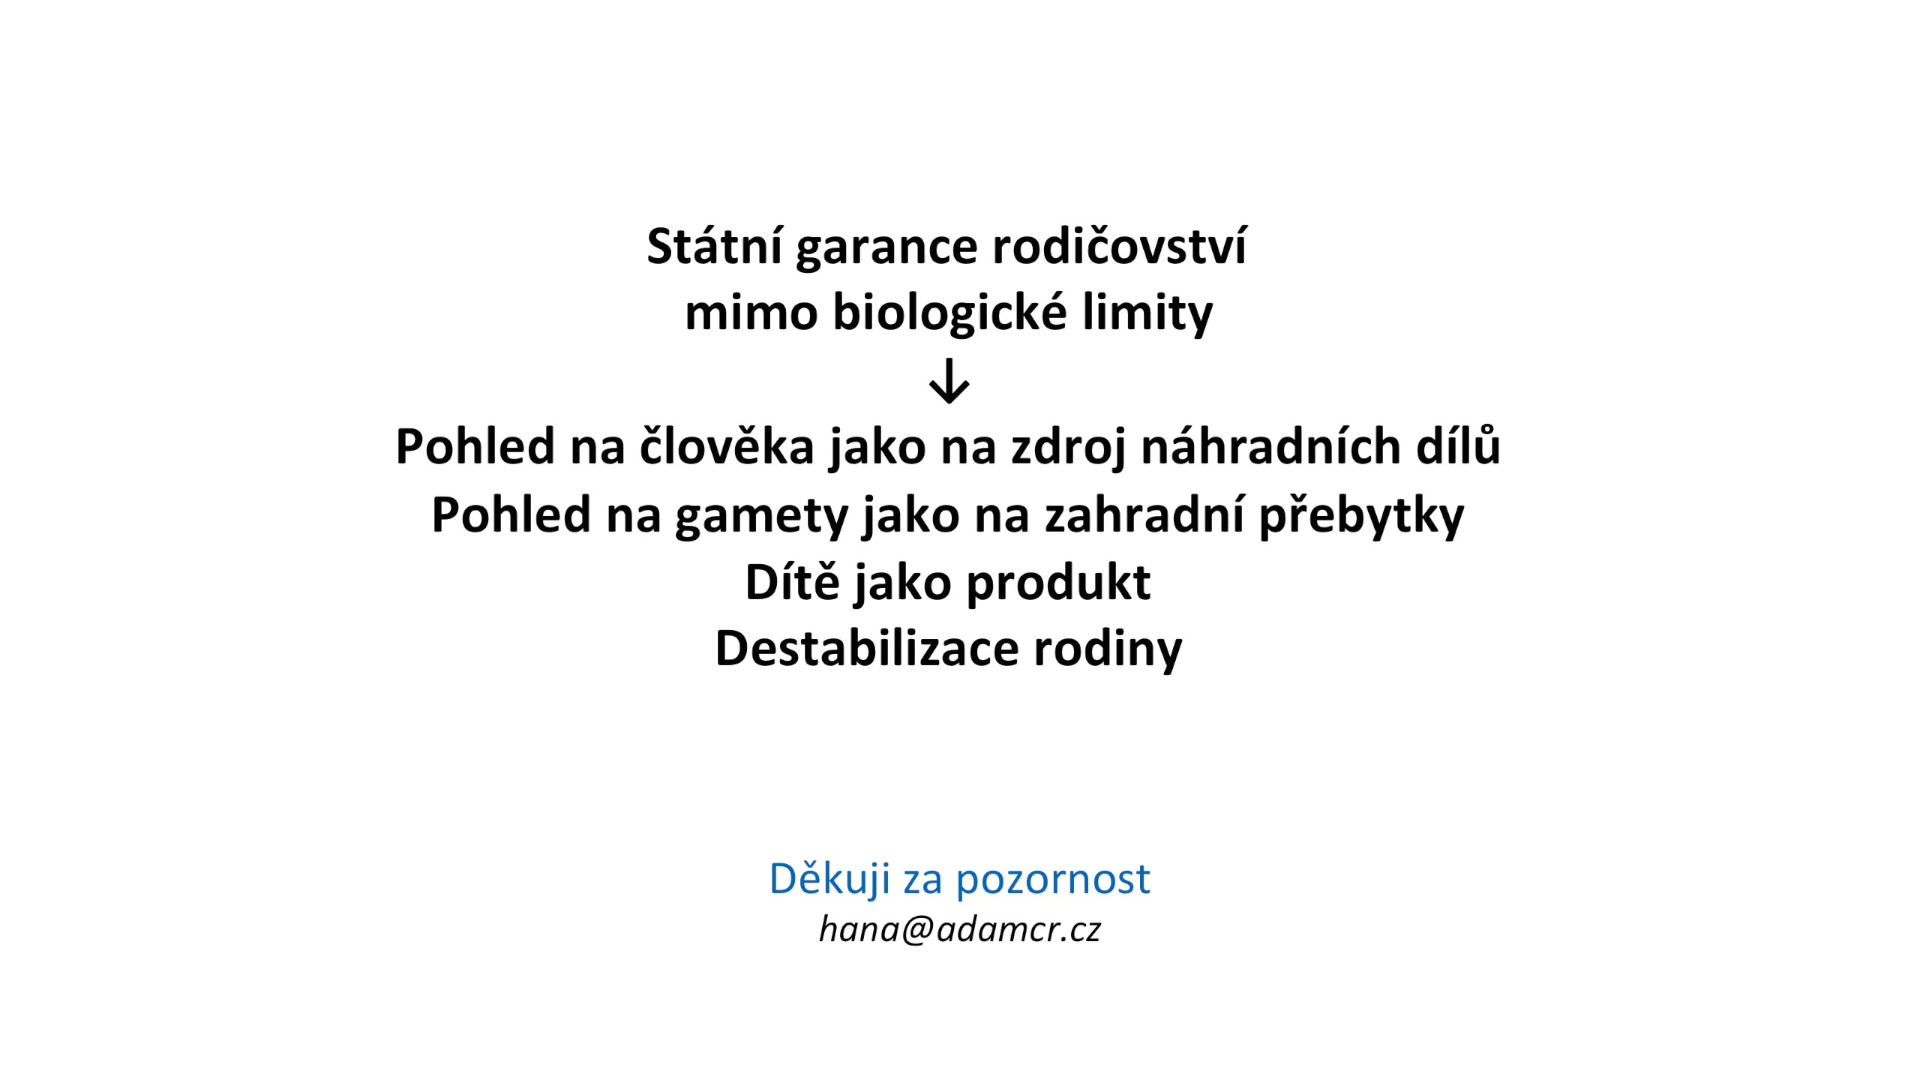 Státní garance rodičovství
mimo biologické limity
↓
Pohled na člověka jako na zdroj náhradních dílů
Pohled na gamety jako na zahradní přebytky
Dítě jako produkt
Destabilizace rodiny
Děkuji za pozornost
hana@adamcr.cz